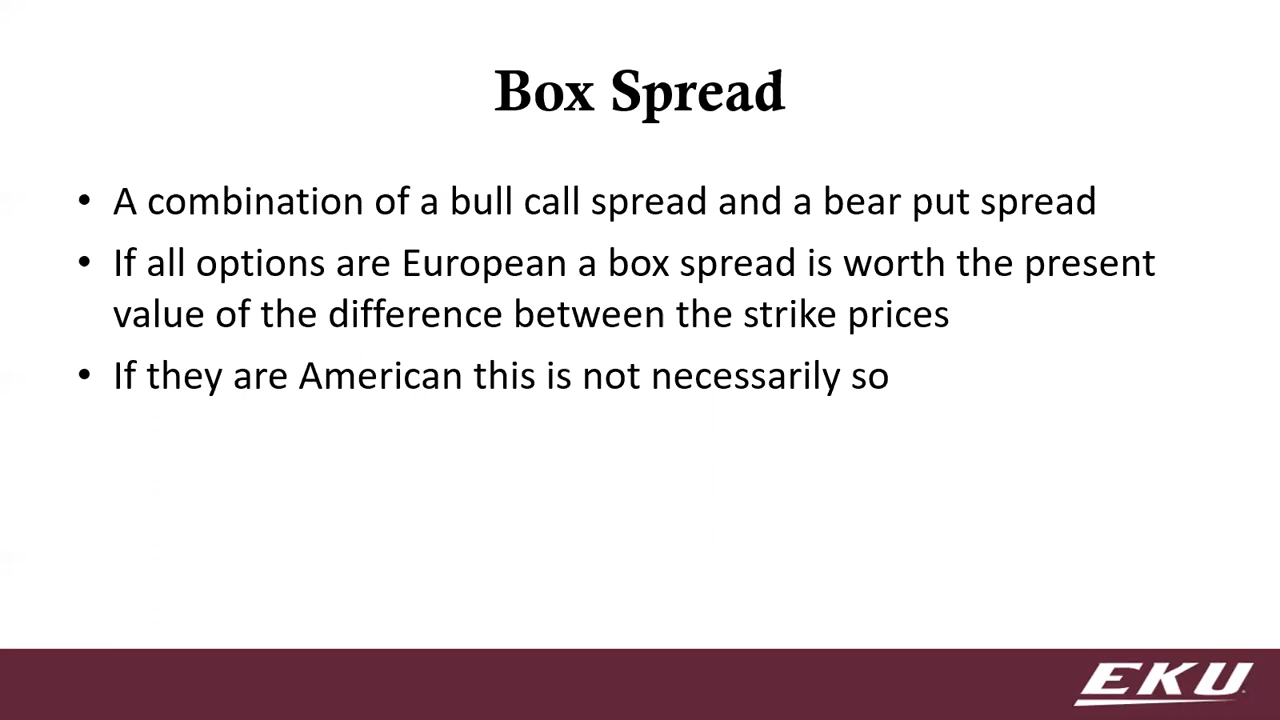 Box Spread
• A combination of a bull call spread and a bear put spread
• If all options are European a box spread is worth the present
value of the difference between the strike prices
• If they are American this is not necessarily so
EKU